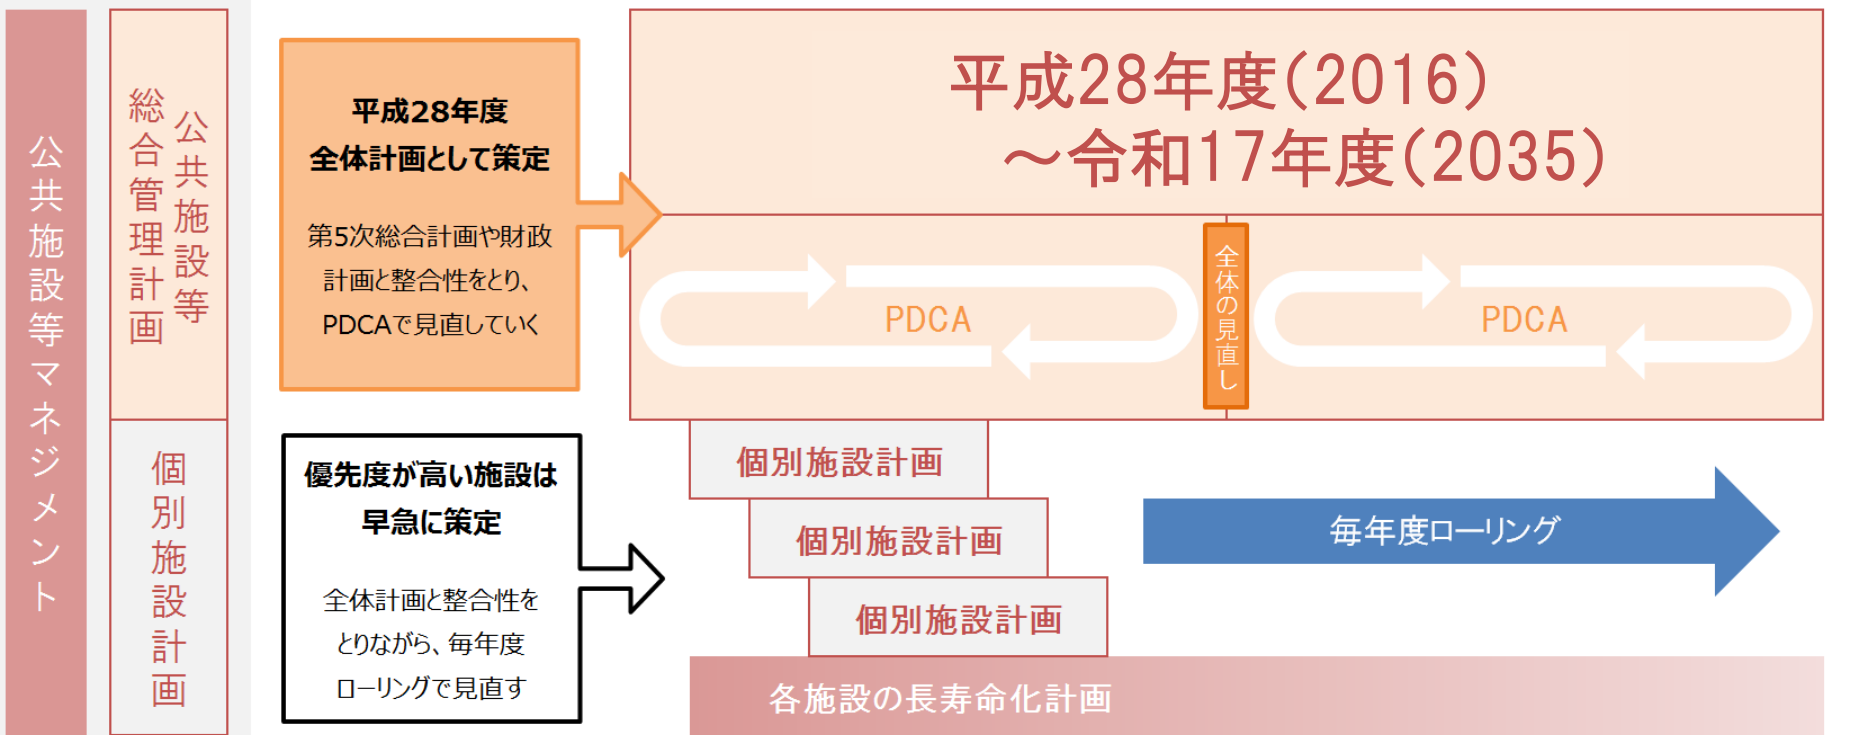 公共施設等マネジメント
公共施設等
総合管理計画
個別施設計画
平成28年度
全体計画として策定
第5次総合計画や財政
計画と整合性をとり、
PDCAで見直していく
平成28年度(2016)
～令和17年度(2035)
PDCA
全体の見直し
PDCA
優先度が高い施設は
早急に策定
全体計画と整合性を
とりながら、毎年度
ローリングで見直す
個別施設計画
個別施設計画
個別施設計画
毎年度ローリング
各施設の長寿命化計画